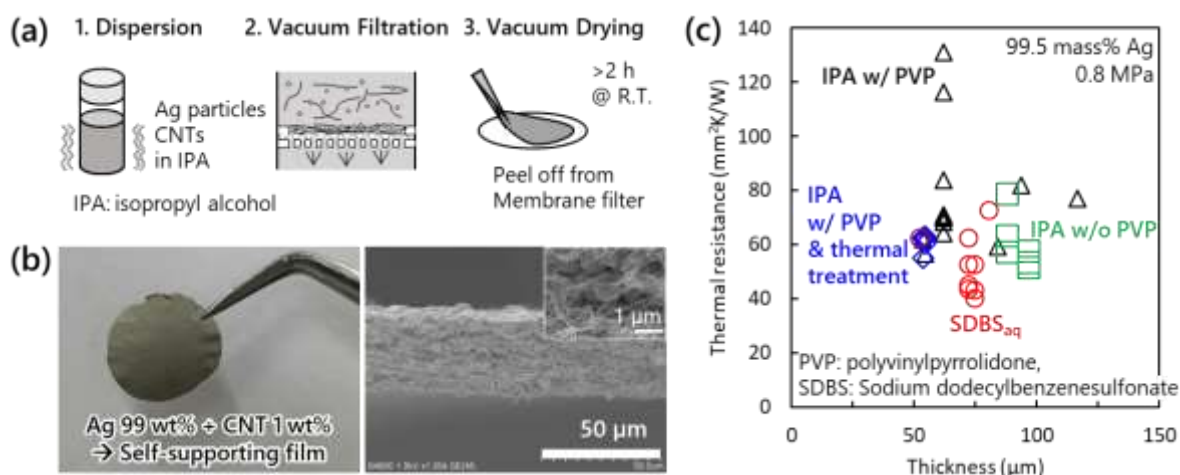 (a)
1. Dispersion
2. Vacuum Filtration
3. Vacuum Drying
Ag particles
CNTs
in IPA
IPA: isopropyl alcohol
>2 h
@ R.T.
Peel off from
Membrane filter
(b)
Ag 99 wt% + CNT 1 wt%
→ Self-supporting film
1 μm
50 μm
(c)
Thermal resistance (mm²K/W)
140
120
100
80
60
40
20
0
99.5 mass% Ag
0.8 MPa
IPA w/ PVP
IPA
w/ PVP
& thermal
treatment
IPA w/o PVP
SDBSaq
PVP: polyvinylpyrrolidone,
SDBS: Sodium dodecylbenzenesulfonate
0
50
100
150
Thickness (μm)